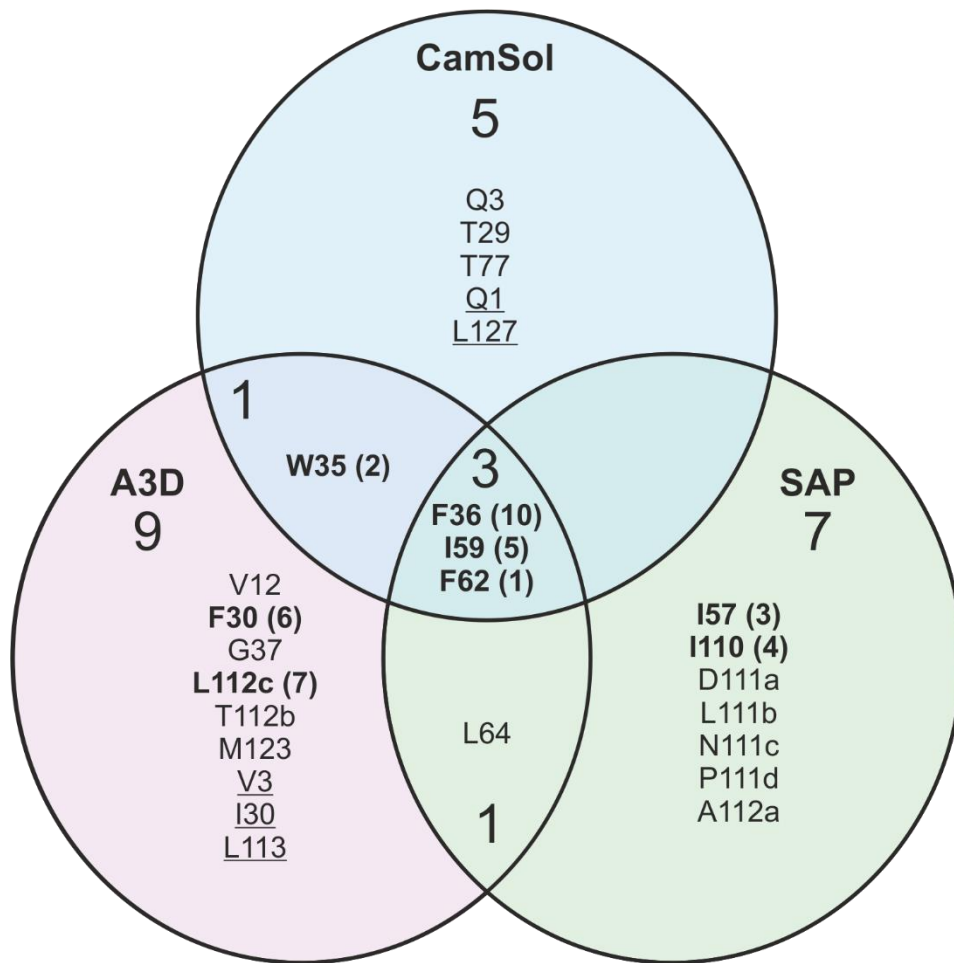 CamSol
5
Q3
T29
T77
Q1
L127
1
W35 (2)
3
F36 (10)
I59 (5)
F62 (1)
A3D
9
V12
F30 (6)
G37
L112c (7)
T112b
M123
V3
I30
L113
SAP
7
I57 (3)
I110 (4)
D111a
L111b
N111c
P111d
A112a
L64
1